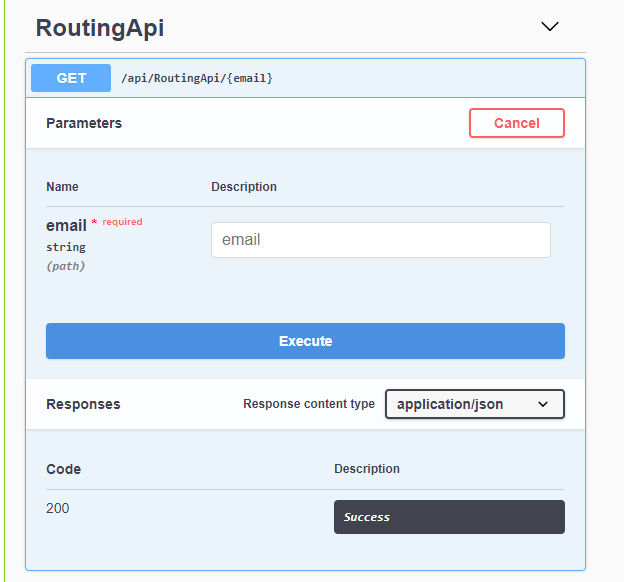 RoutingApi
GET /api/RoutingApi/{email}
Parameters Cancel
Name Description
email * required
string
(path)
email
Execute
Responses Response content type application/json
Code Description
200 Success